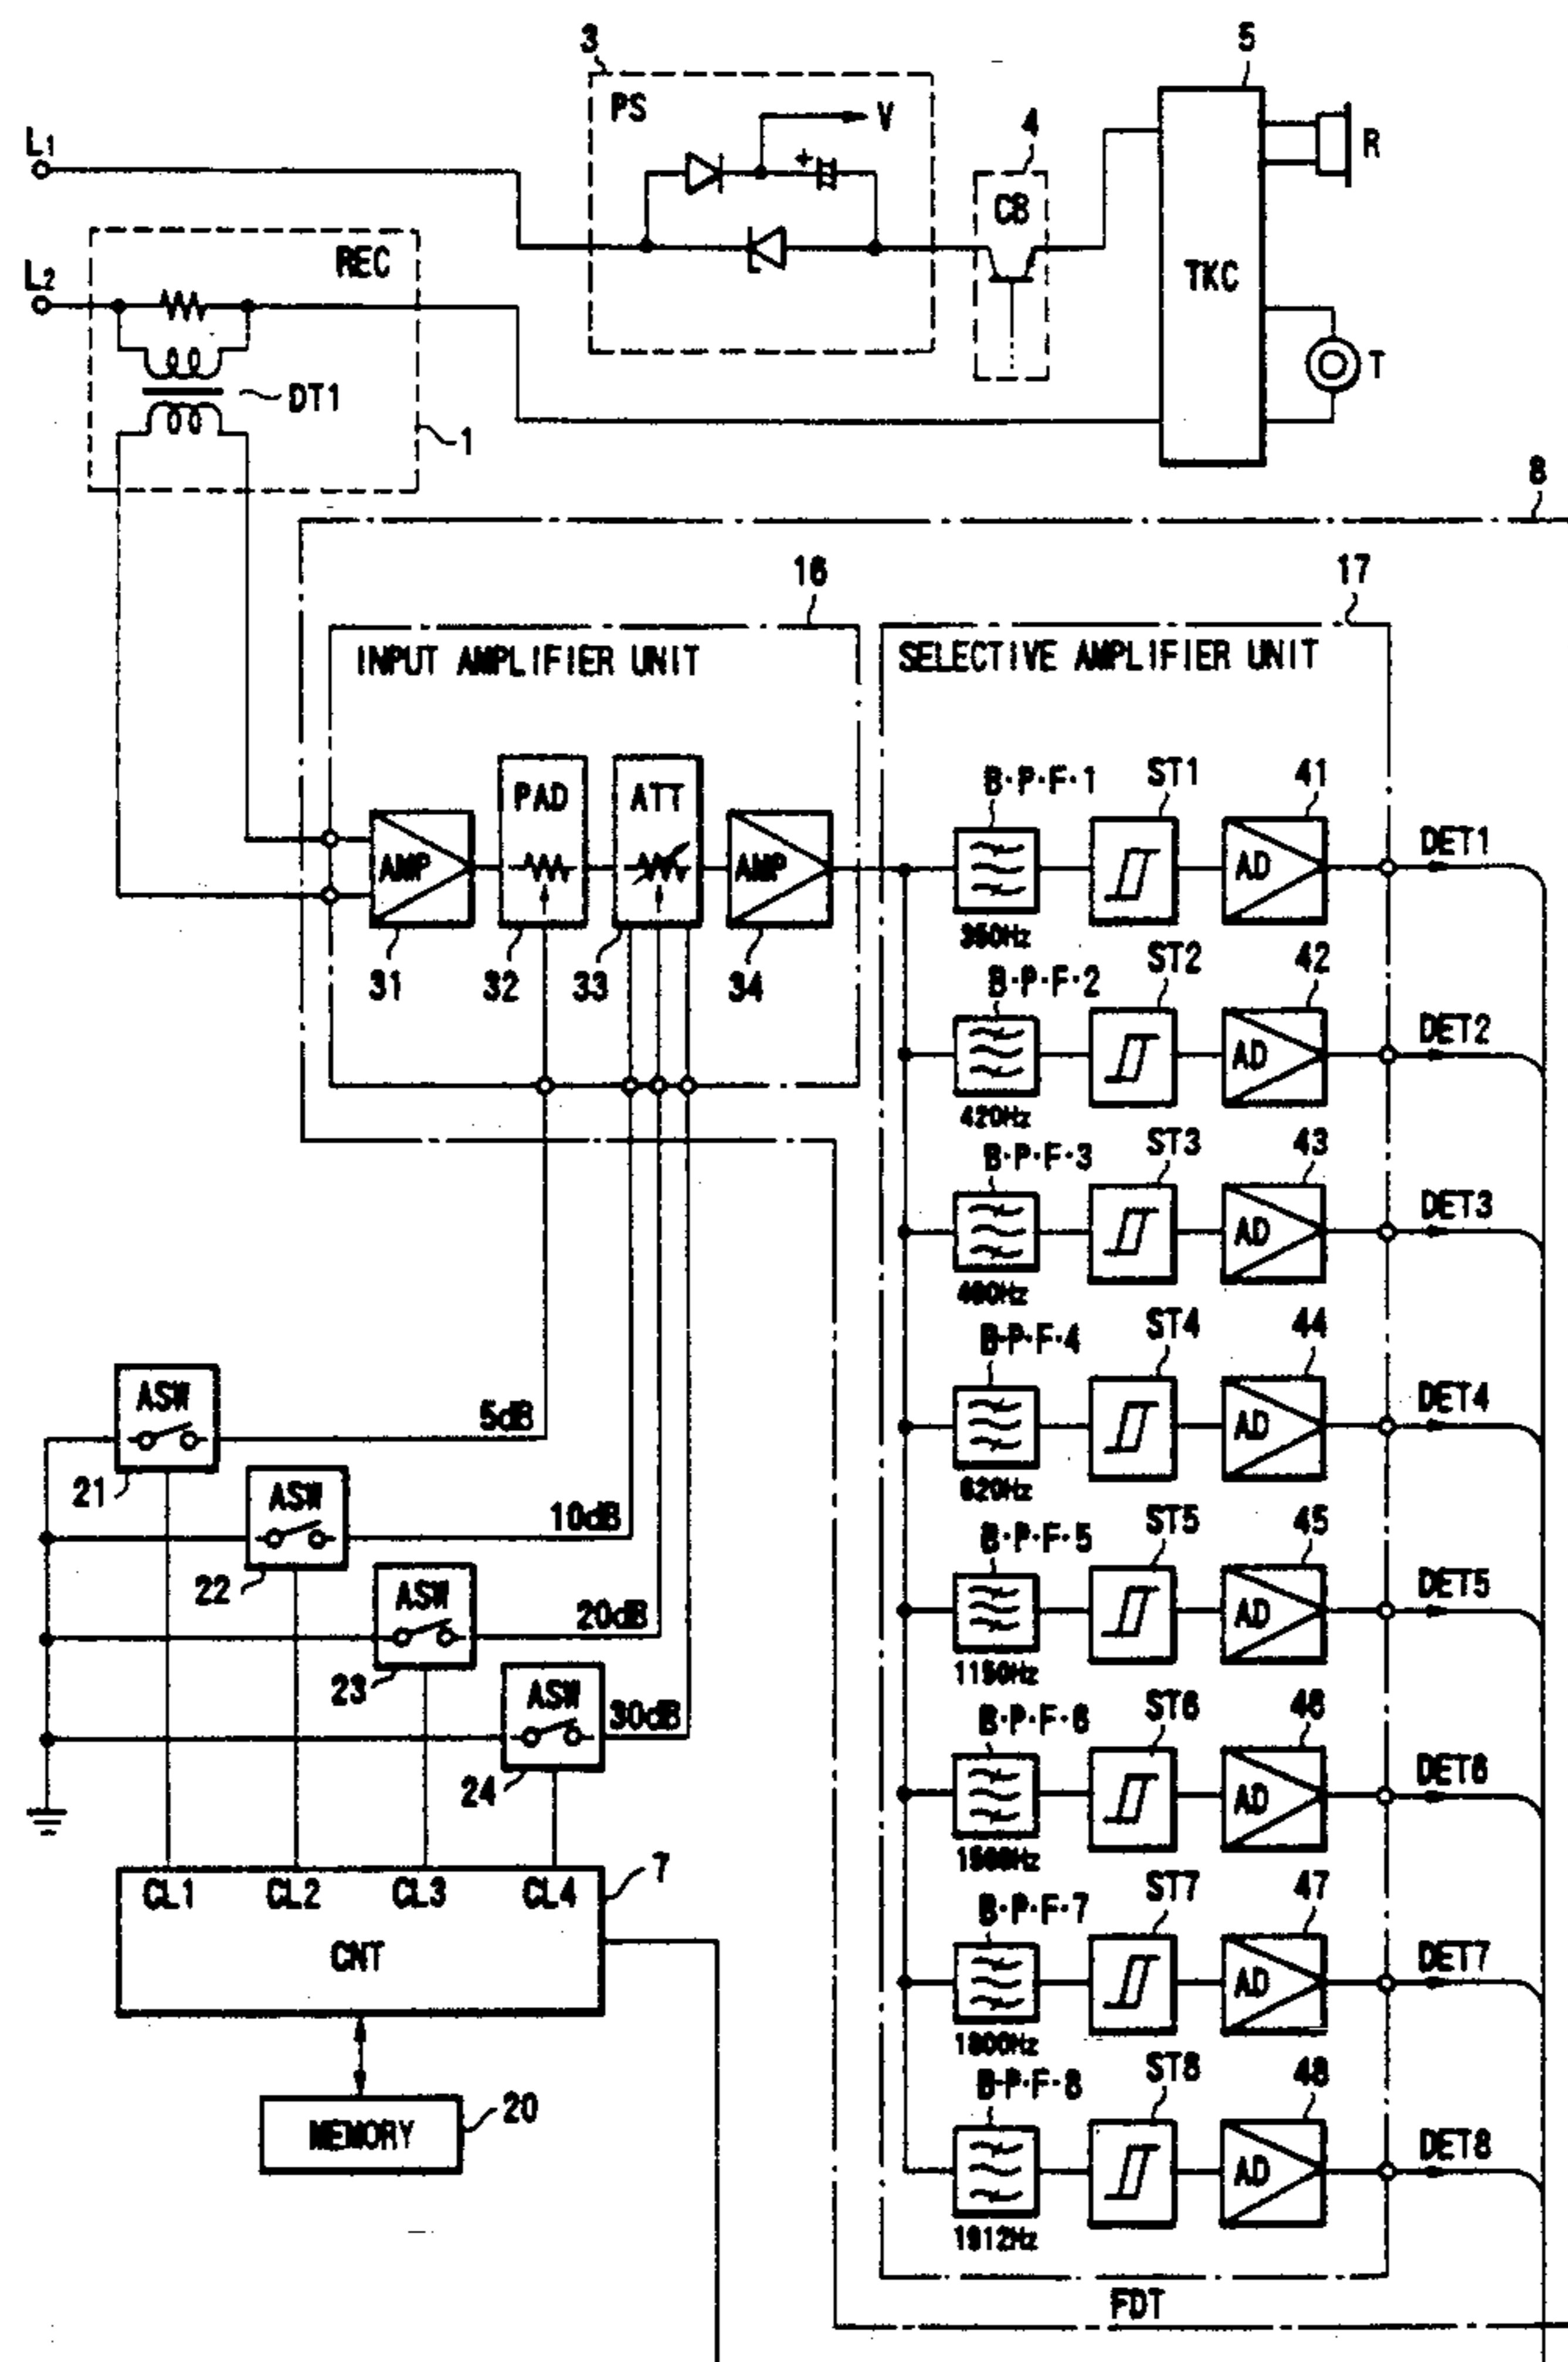 3
5
PS
V
4
L1
R
CB
L2
REC
TKC
T
DT1
1
8
16
17
INPUT AMPLIFIER UNIT
SELECTIVE AMPLIFIER UNIT
B·P·F·1
ST1
41
PAD
ATT
DET1
AMP
AMP
AD
350Hz
31
32
33
34
B·P·F·2
ST2
42
DET2
AD
420Hz
B·P·F·3
ST3
43
DET3
AD
B·P·F·4
ST4
44
ASW
5dB
DET4
AD
21
620Hz
ASW
10dB
B·P·F·5
ST5
45
22
DET5
AD
ASW
20dB
23
1150Hz
ASW
30dB
B·P·F·6
ST6
46
24
DET6
AD
7
CL1
CL2
CL3
CL4
B·P·F·7
ST7
47
CNT
DET7
AD
1800Hz
B·P·F·8
ST8
48
20
MEMORY
DET8
AD
1912Hz
FDT